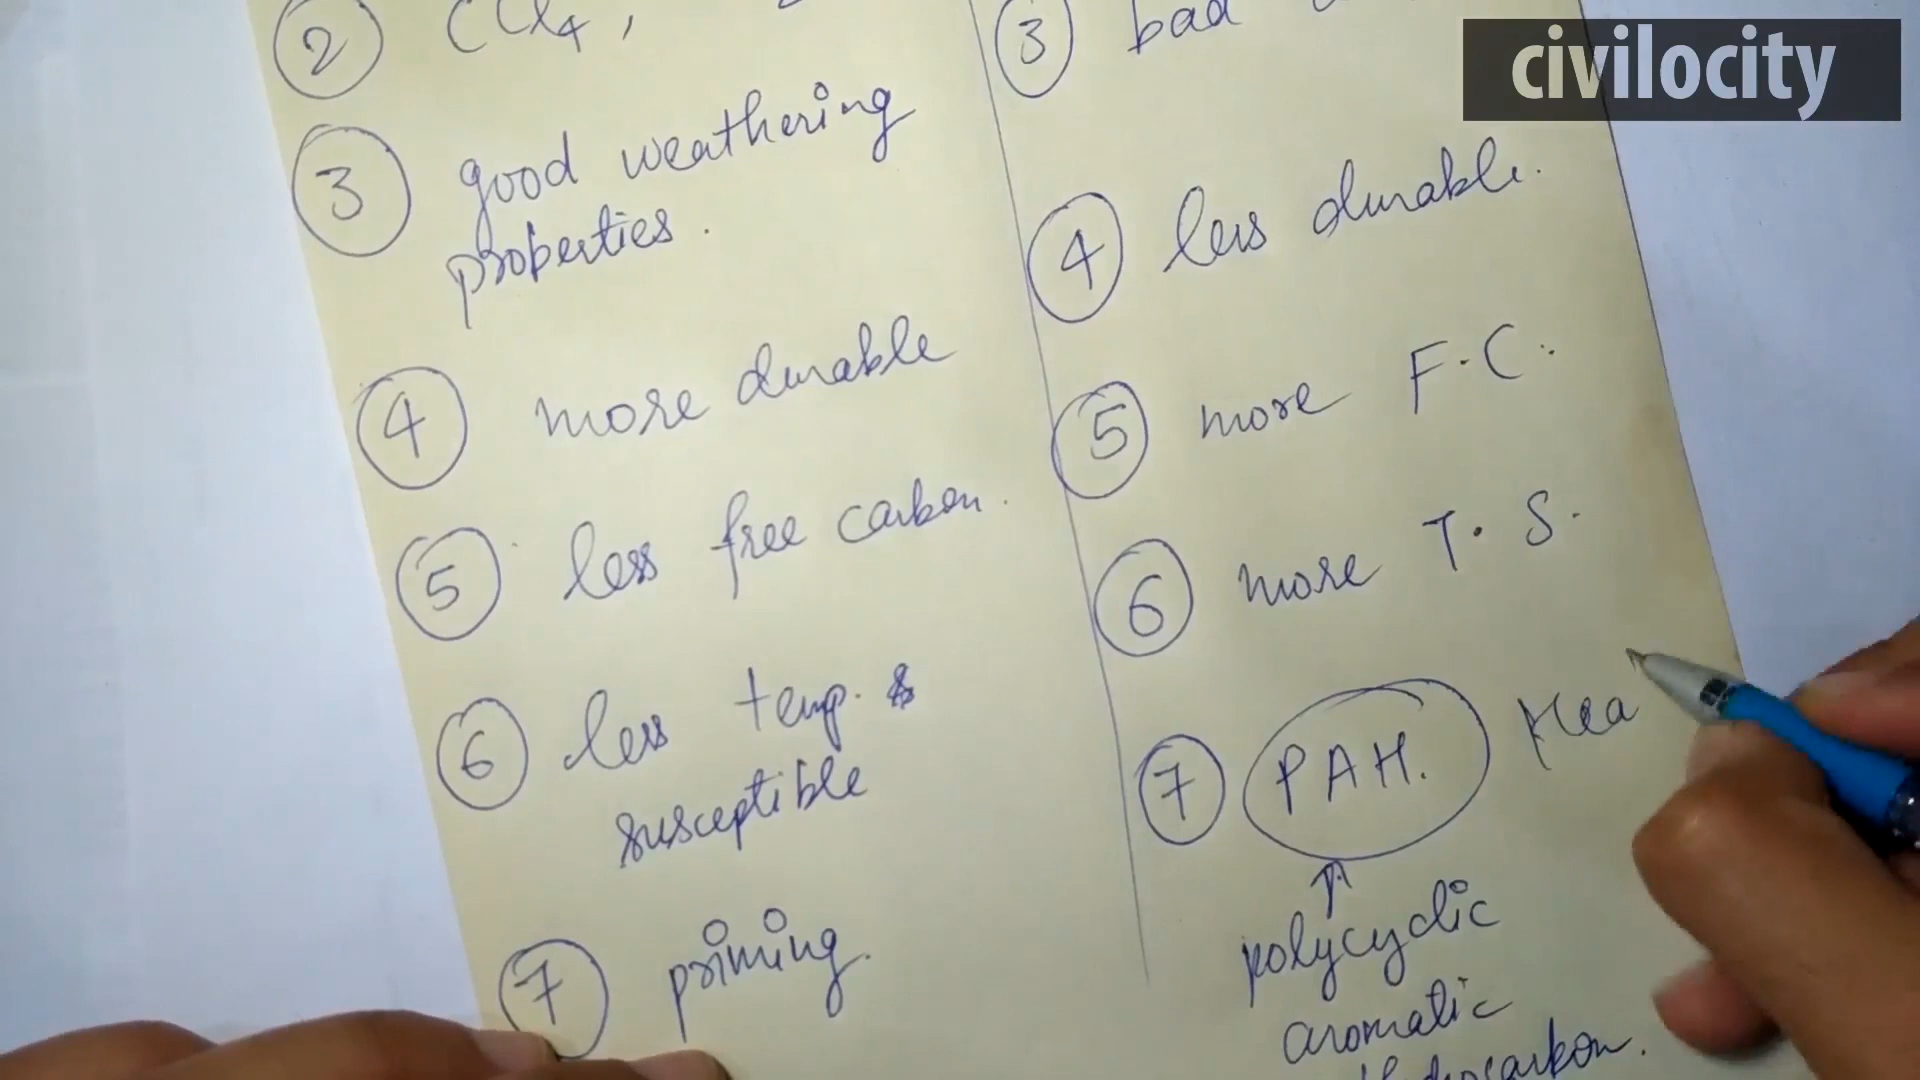 civilocity
2 CCl4,
3 good weathering
properties.
4 more durable
5 less free carbon.
6 less temp.
susceptible
7 priming.
3 bad
4 less durable.
5 more F.C.
6 more T.S.
7 PAH.
polycyclic
aromatic